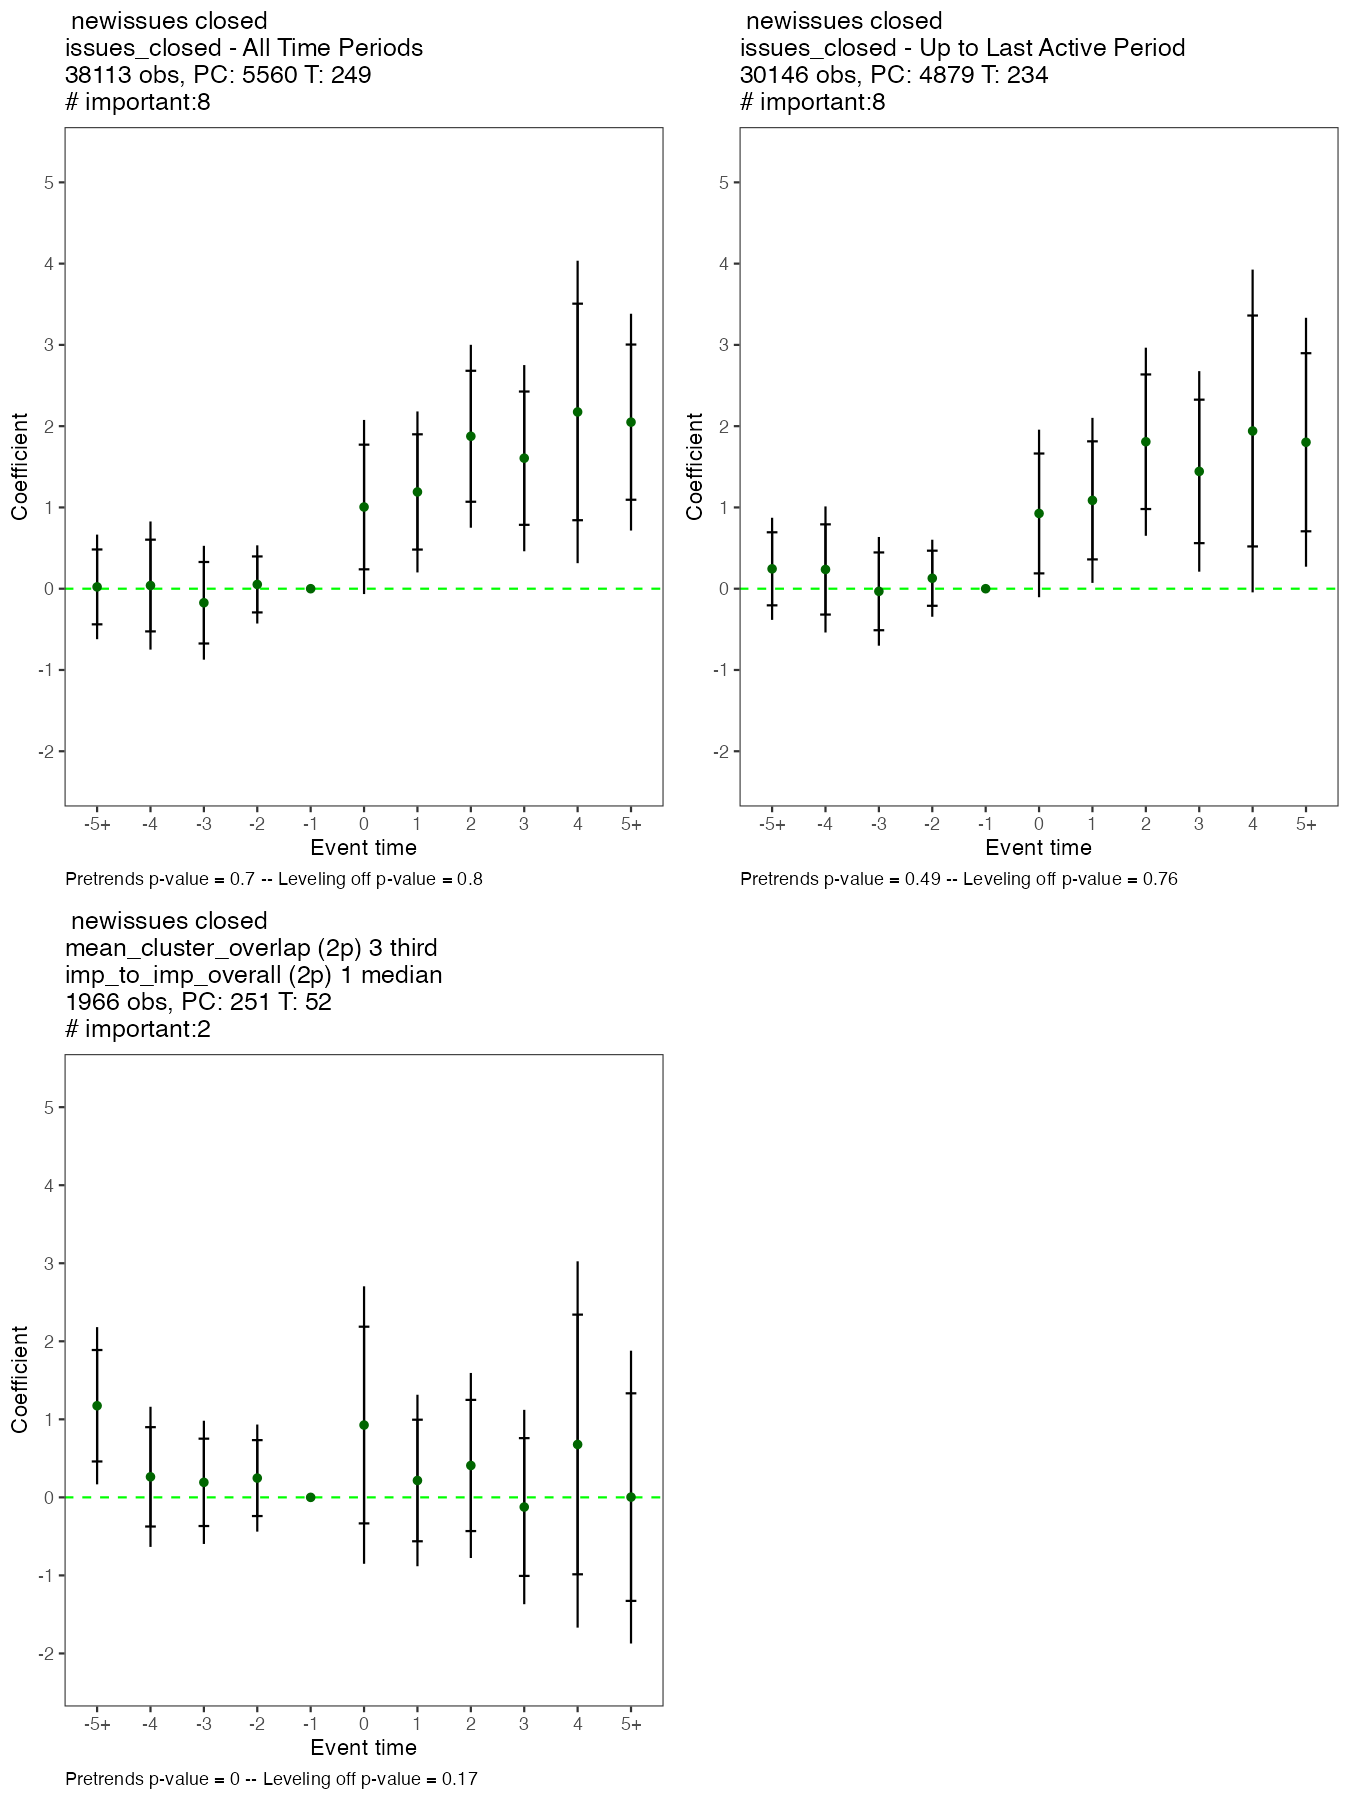 newissues closed
issues_closed - All Time Periods
38113 obs, PC: 5560 T: 249
# important:8
5
4
3
2
1
0
-1
-2
Coefficient
-5+ -4 -3 -2 -1 0 1 2 3 4 5+
Event time
Pretrends p-value = 0.7 -- Leveling off p-value = 0.8
newissues closed
issues_closed - Up to Last Active Period
30146 obs, PC: 4879 T: 234
# important:8
5
4
3
2
1
0
-1
-2
Coefficient
-5+ -4 -3 -2 -1 0 1 2 3 4 5+
Event time
Pretrends p-value = 0.49 -- Leveling off p-value = 0.76
newissues closed
mean_cluster_overlap (2p) 3 third
imp_to_imp_overall (2p) 1 median
1966 obs, PC: 251 T: 52
# important:2
5
4
3
2
1
0
-1
-2
Coefficient
-5+ -4 -3 -2 -1 0 1 2 3 4 5+
Event time
Pretrends p-value = 0 -- Leveling off p-value = 0.17